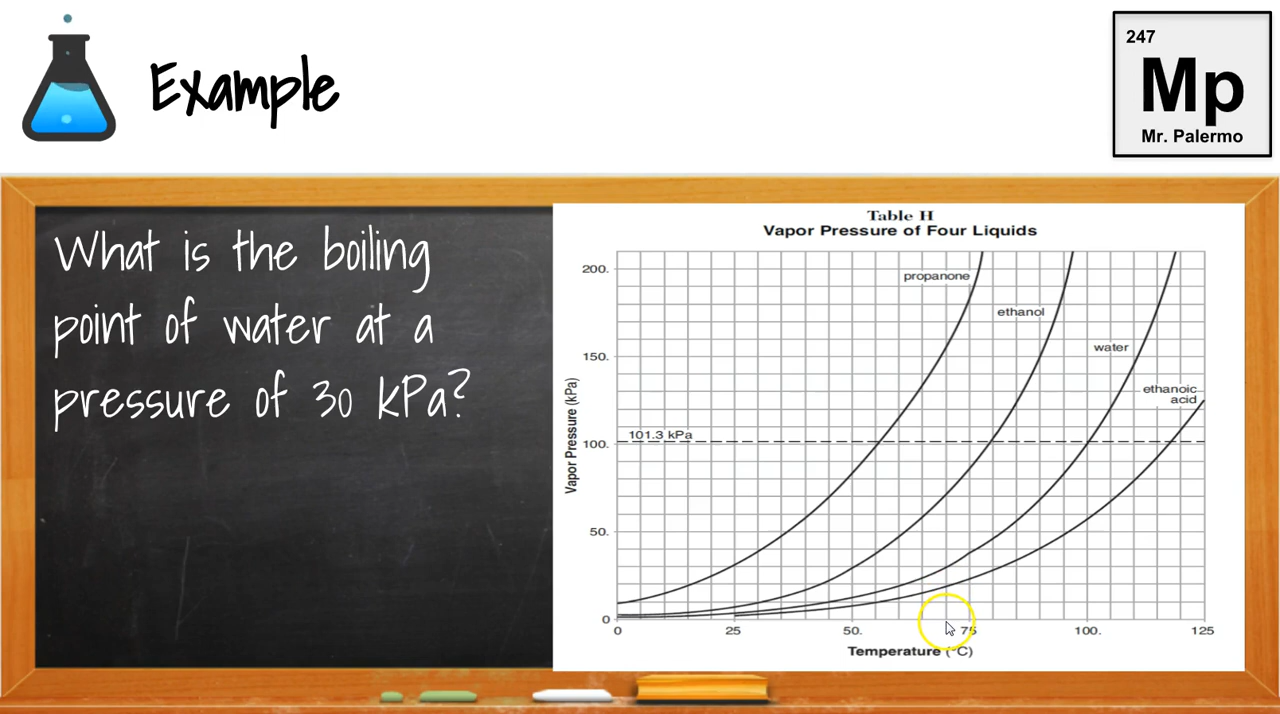 Example
247
Mp
Mr. Palermo
What is the boiling
point of water at a
pressure of 30 kPa?
Table H
Vapor Pressure of Four Liquids
Vapor Pressure (kPa)
200.
150.
100.
50.
0
propanone
ethanol
water
ethanoic
acid
101.3 kPa
0
25
50.
75
100.
125
Temperature (°C)